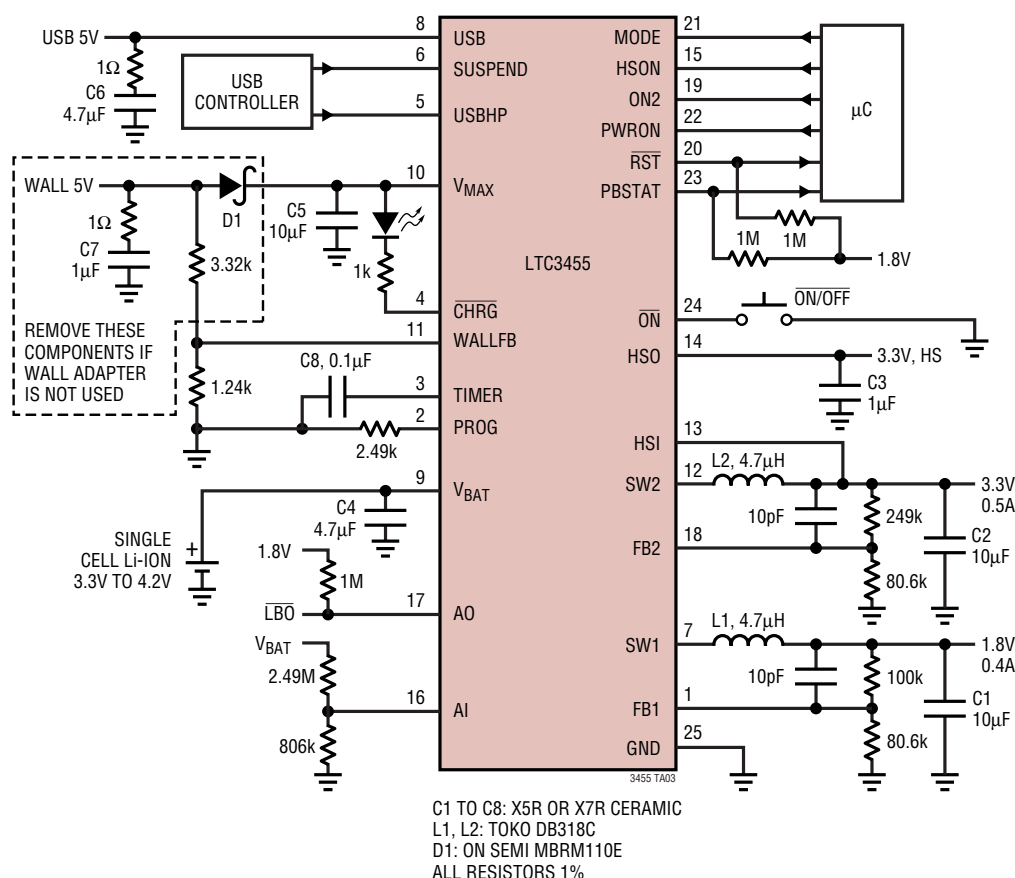 USB 5V
1Ω
C6
4.7µF
USB
CONTROLLER
8
USB
6
SUSPEND
5
USBHP
WALL 5V
1Ω
C7
1µF
D1
3.32k
REMOVE THESE
COMPONENTS IF
WALL ADAPTER
IS NOT USED
1.24k
C5
10µF
1k
10
VMAX
4
CHRG
11
WALLFB
C8, 0.1µF
3
TIMER
2
PROG
2.49k
9
VBAT
C4
4.7µF
SINGLE
CELL Li-ION
3.3V TO 4.2V
+
1.8V
1M
LBO
17
AO
VBAT
2.49M
16
AI
806k
LTC3455
MODE
21
HSON
15
ON2
19
PWRON
22
RST
20
PBSTAT
23
µC
1M
1M
1.8V
ON
24
ON/OFF
HSO
14
3.3V, HS
C3
1µF
HSI
13
SW2
12
L2, 4.7µH
3.3V
0.5A
10pF
249k
C2
10µF
FB2
18
80.6k
SW1
7
L1, 4.7µH
1.8V
0.4A
10pF
100k
C1
10µF
FB1
1
80.6k
GND
25
3455 TA03
C1 TO C8: X5R OR X7R CERAMIC
L1, L2: TOKO DB318C
D1: ON SEMI MBRM110E
ALL RESISTORS 1%